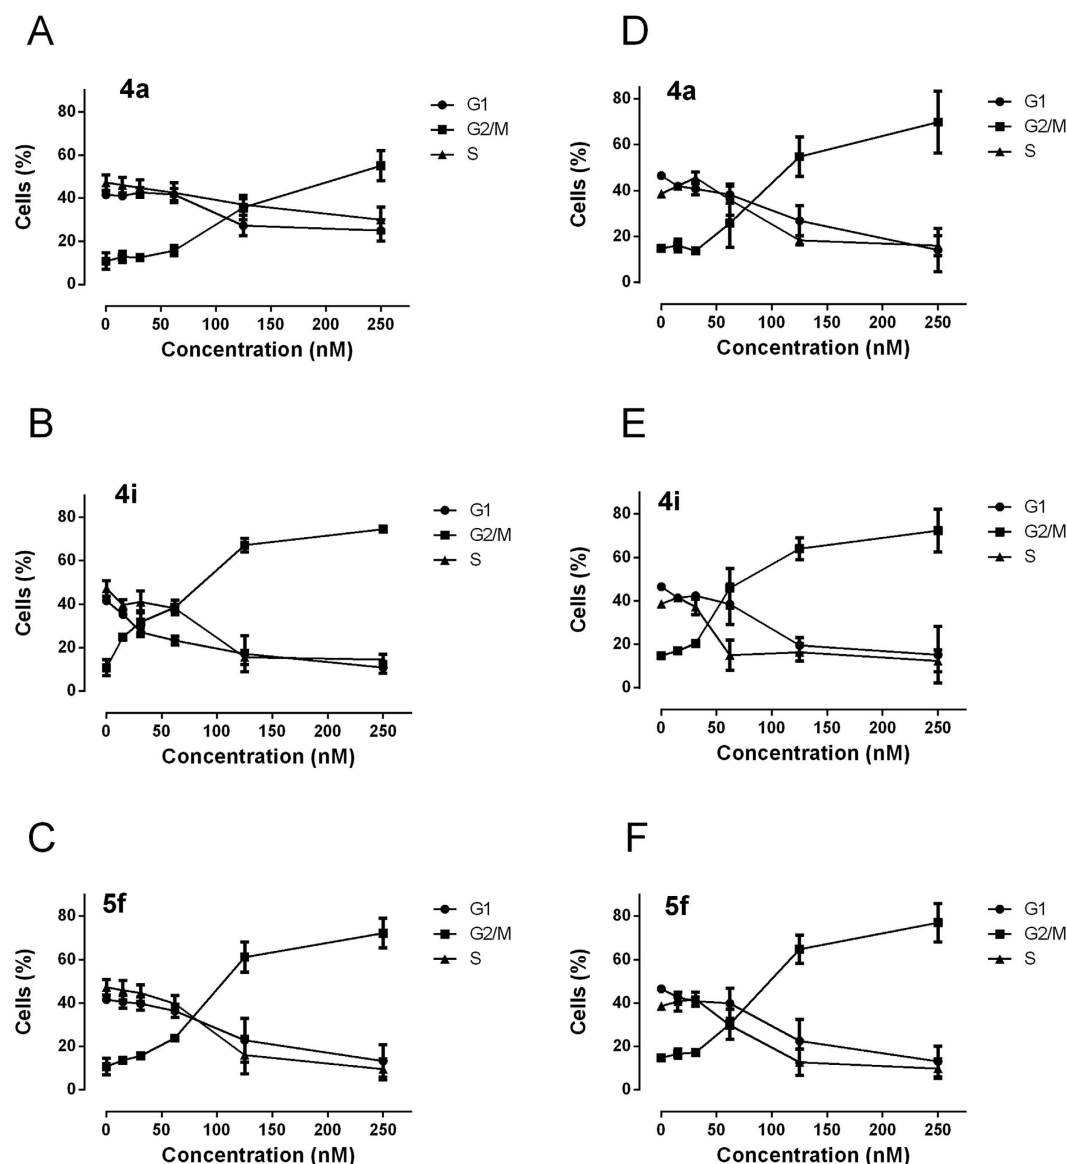 A
4a
G1
G2/M
S
Cells (%)
80
60
40
20
0
0 50 100 150 200 250
Concentration (nM)
D
4a
G1
G2/M
S
Cells (%)
80
60
40
20
0
0 50 100 150 200 250
Concentration (nM)
B
4i
G1
G2/M
S
Cells (%)
80
60
40
20
0
0 50 100 150 200 250
Concentration (nM)
E
4i
G1
G2/M
S
Cells (%)
80
60
40
20
0
0 50 100 150 200 250
Concentration (nM)
C
5f
G1
G2/M
S
Cells (%)
80
60
40
20
0
0 50 100 150 200 250
Concentration (nM)
F
5f
G1
G2/M
S
Cells (%)
80
60
40
20
0
0 50 100 150 200 250
Concentration (nM)